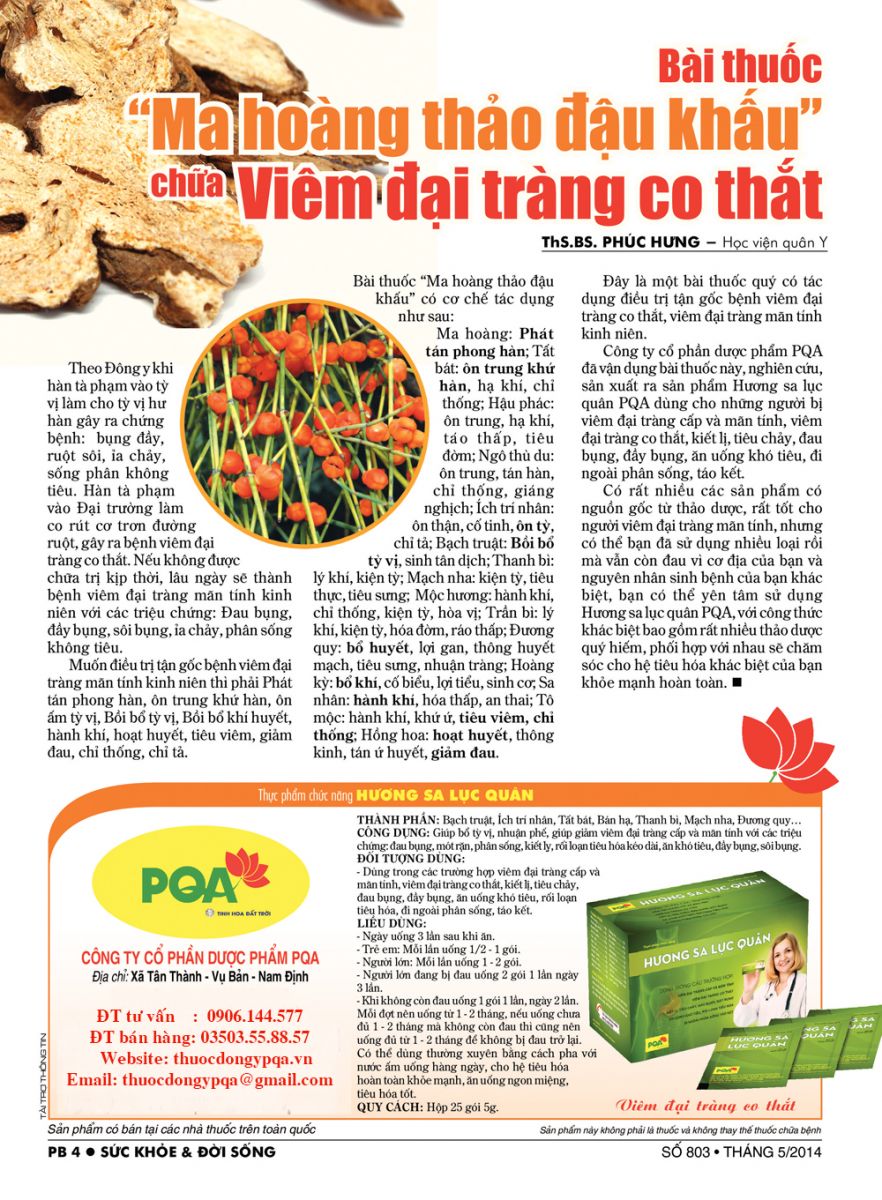 Bài thuốc
“Ma hoàng thảo đậu khấu”
chữa Viêm đại tràng co thắt
ThS.BS. PHÚC HƯNG – Học viện quân Y
Theo Đông y khi
hàn tà phạm vào tỳ
vị làm cho tỳ vị hư
hàn gây ra chứng
bệnh: bụng đầy,
ruột sôi, ỉa chảy,
sống phân không
tiêu. Hàn tà phạm
vào Đại trường làm
co rút cơ trơn đường
ruột, gây ra bệnh viêm đại
tràng co thắt. Nếu không được
chữa trị kịp thời, lâu ngày sẽ thành
bệnh viêm đại tràng mãn tính kinh
niên với các triệu chứng: Đau bụng,
đầy bụng, sôi bụng, ỉa chảy, phân sống
không tiêu.
Muốn điều trị tận gốc bệnh viêm đại
tràng mãn tính kinh niên thì phải Phát
tán phong hàn, ôn trung khứ hàn, ôn
ấm tỳ vị, Bồi bổ tỳ vị, Bồi bổ khí huyết,
hành khí, hoạt huyết, tiêu viêm, giảm
đau, chỉ thống, chỉ tả.
Bài thuốc “Ma hoàng thảo đậu
khấu” có cơ chế tác dụng
như sau:
Ma hoàng: Phát
tán phong hàn; Tất
bát: ôn trung khứ
hàn, hạ khí, chỉ
thống; Hậu phác:
ôn trung, hạ khí,
táo thấp, tiêu
đờm; Ngô thù du:
ôn trung, tán hàn,
chỉ thống, giáng
nghịch; Ích trí nhân:
ôn thận, cố tinh, ôn tỳ,
chỉ tả; Bạch truật: Bồi bổ
tỳ vị, sinh tân dịch; Thanh bì:
lý khí, kiện tỳ; Mạch nha: kiện tỳ, tiêu
thực, tiêu sưng; Mộc hương: hành khí,
chỉ thống, kiện tỳ, hòa vị; Trần bì: lý
khí, kiện tỳ, hóa đờm, ráo thấp; Đương
quy: bổ huyết, lợi gan, thông huyết
mạch, tiêu sưng, nhuận tràng; Hoàng
kỳ: bổ khí, cố biểu, lợi tiểu, sinh cơ; Sa
nhân: hành khí, hóa thấp, an thai; Tô
mộc: hành khí, khứ ứ, tiêu viêm, chỉ
thống; Hồng hoa: hoạt huyết, thông
kinh, tán ứ huyết, giảm đau.
Đây là một bài thuốc quý có tác
dụng điều trị tận gốc bệnh viêm đại
tràng co thắt, viêm đại tràng mãn tính
kinh niên.
Công ty cổ phần dược phẩm PQA
đã vận dụng bài thuốc này, nghiên cứu,
sản xuất ra sản phẩm Hương sa lục
quân PQA dùng cho những người bị
viêm đại tràng cấp và mãn tính, viêm
đại tràng co thắt, kiết lị, tiêu chảy, đau
bụng, đầy bụng, ăn uống khó tiêu, đi
ngoài phân sống, táo kết.
Có rất nhiều các sản phẩm có
nguồn gốc từ thảo dược, rất tốt cho
người viêm đại tràng mãn tính, nhưng
có thể bạn đã sử dụng nhiều loại rồi
mà vẫn còn đau vì cơ địa của bạn và
nguyên nhân sinh bệnh của bạn khác
biệt, bạn có thể yên tâm sử dụng
Hương sa lục quân PQA, với công thức
khác biệt bao gồm rất nhiều thảo dược
quý hiếm, phối hợp với nhau sẽ chăm
sóc cho hệ tiêu hóa khác biệt của bạn
khỏe mạnh hoàn toàn. ■
Thực phẩm chức năng HƯƠNG SA LỤC QUÂN
PQA
TINH HOA ĐẤT TRỜI
CÔNG TY CỔ PHẦN DƯỢC PHẨM PQA
Địa chỉ: Xã Tân Thành - Vụ Bản - Nam Định
ĐT tư vấn : 0906.144.577
ĐT bán hàng: 03503.55.88.57
Website: thuocdongypqa.vn
Email: thuocdongypqa@gmail.com
TÀI TRỢ THÔNG TIN
THÀNH PHẦN: Bạch truật, Ích trí nhân, Tất bát, Bán hạ, Thanh bì, Mạch nha, Đương quy…
CÔNG DỤNG: Giúp bổ tỳ vị, nhuận phế, giúp giảm viêm đại tràng cấp và mãn tính với các triệu
chứng: đau bụng, mót rặn, phân sống, kiết lỵ, rối loạn tiêu hóa kéo dài, ăn khó tiêu, đầy bụng, sôi bụng.
ĐỐI TƯỢNG DÙNG:
- Dùng trong các trường hợp viêm đại tràng cấp và
mãn tính, viêm đại tràng co thắt, kiết lị, tiêu chảy,
đau bụng, đầy bụng, ăn uống khó tiêu, rối loạn
tiêu hóa, đi ngoài phân sống, táo kết.
LIỀU DÙNG:
- Ngày uống 3 lần sau khi ăn.
- Trẻ em: Mỗi lần uống 1/2 - 1 gói.
- Người lớn: Mỗi lần uống 1 - 2 gói.
- Người lớn đang bị đau uống 2 gói 1 lần ngày
3 lần.
- Khi không còn đau uống 1 gói 1 lần, ngày 2 lần.
Mỗi đợt nên uống từ 1 - 2 tháng, nếu uống chưa
đủ 1 - 2 tháng mà không còn đau thì cũng nên
uống đủ từ 1 - 2 tháng để không bị đau trở lại.
Có thể dùng thường xuyên bằng cách pha với
nước ấm uống hàng ngày, cho hệ tiêu hóa
hoàn toàn khỏe mạnh, ăn uống ngon miệng,
tiêu hóa tốt.
QUY CÁCH: Hộp 25 gói 5g.
HƯƠNG SA LỤC QUÂN
PQA
HƯƠNG SA
LỤC QUÂN
Viêm đại tràng co thắt
Sản phẩm có bán tại các nhà thuốc trên toàn quốc
Sản phẩm này không phải là thuốc và không thay thế thuốc chữa bệnh
PB 4 ● SỨC KHỎE & ĐỜI SỐNG
SỐ 803 • THÁNG 5/2014